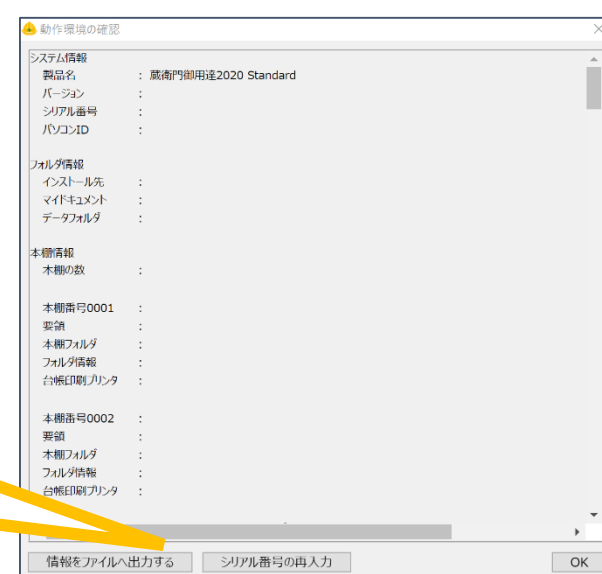 動作環境の確認
システム情報
製品名 : 蔵衛門御用達2020 Standard
バージョン :
シリアル番号 :
パソコンID :
フォルダ情報
インストール先 :
マイドキュメント :
データフォルダ :
本棚情報
本棚の数 :
本棚番号0001 :
要領 :
本棚フォルダ :
フォルダ情報 :
台帳印刷プリンタ :
本棚番号0002 :
要領 :
本棚フォルダ :
フォルダ情報 :
台帳印刷プリンタ :
情報をファイルへ出力する シリアル番号の再入力 OK